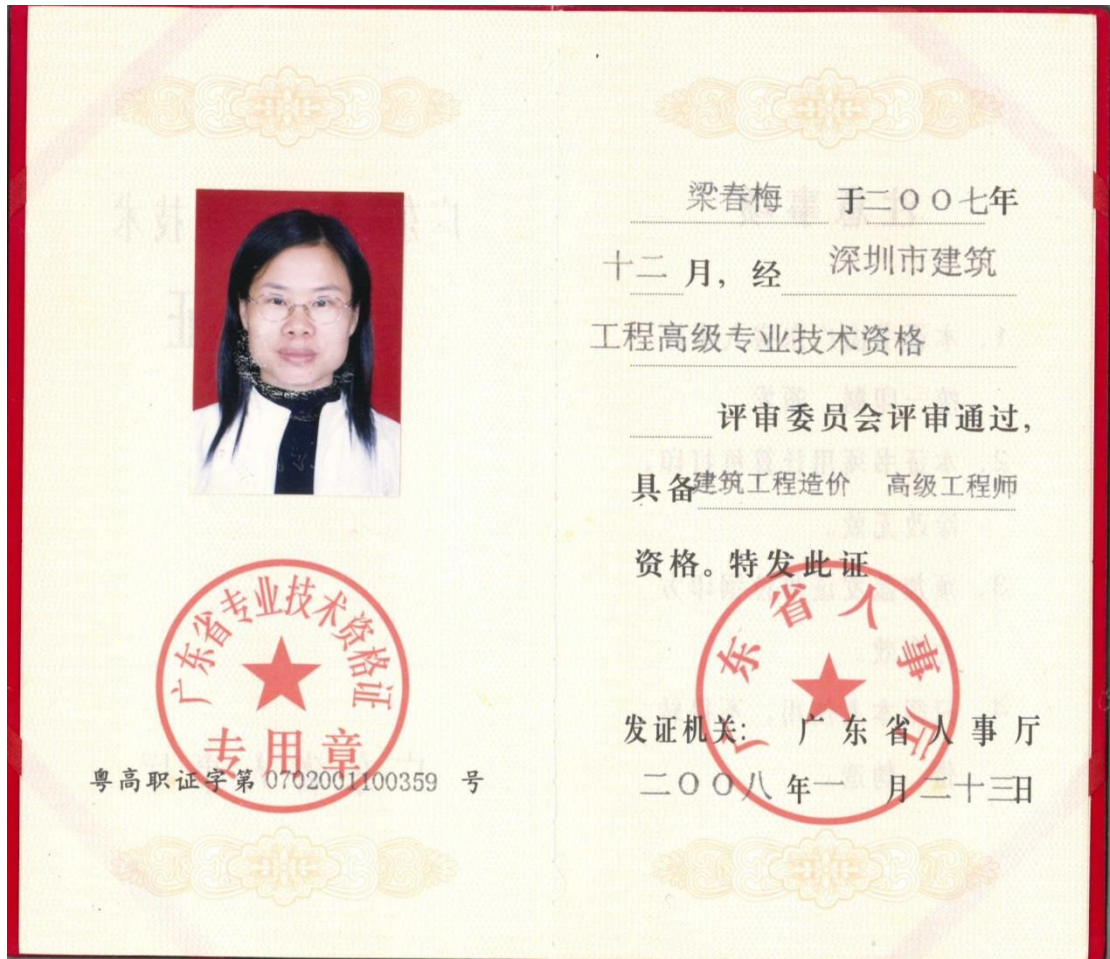 广东省专业技术资格证
专用章
粤高职证字第 0702001100359 号
梁春梅 于二〇〇七年
十二月，经 深圳市建筑
工程高级专业技术资格
评审委员会评审通过，
具备建筑工程造价 高级工程师
资格。特发此证
广东省人事厅
发证机关: 广东省人事厅
二〇〇八年一月二十三日